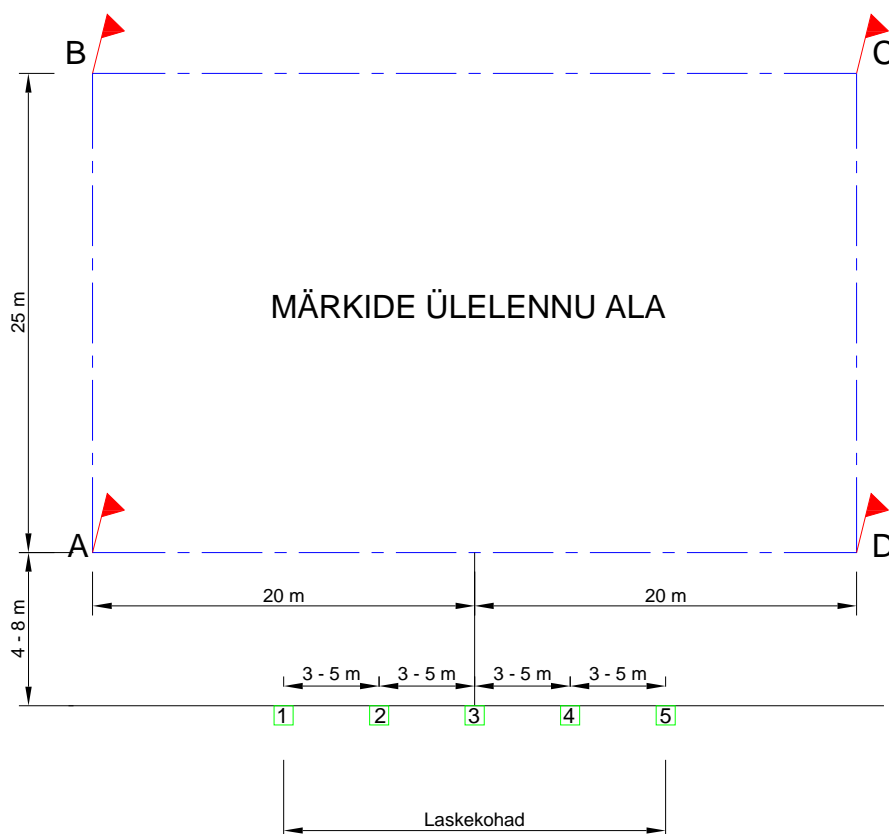 B
C
25 m
MÄRKIDE ÜLELENNU ALA
A
D
4 - 8 m
20 m
20 m
3 - 5 m
3 - 5 m
3 - 5 m
3 - 5 m
1
2
3
4
5
Laskekohad